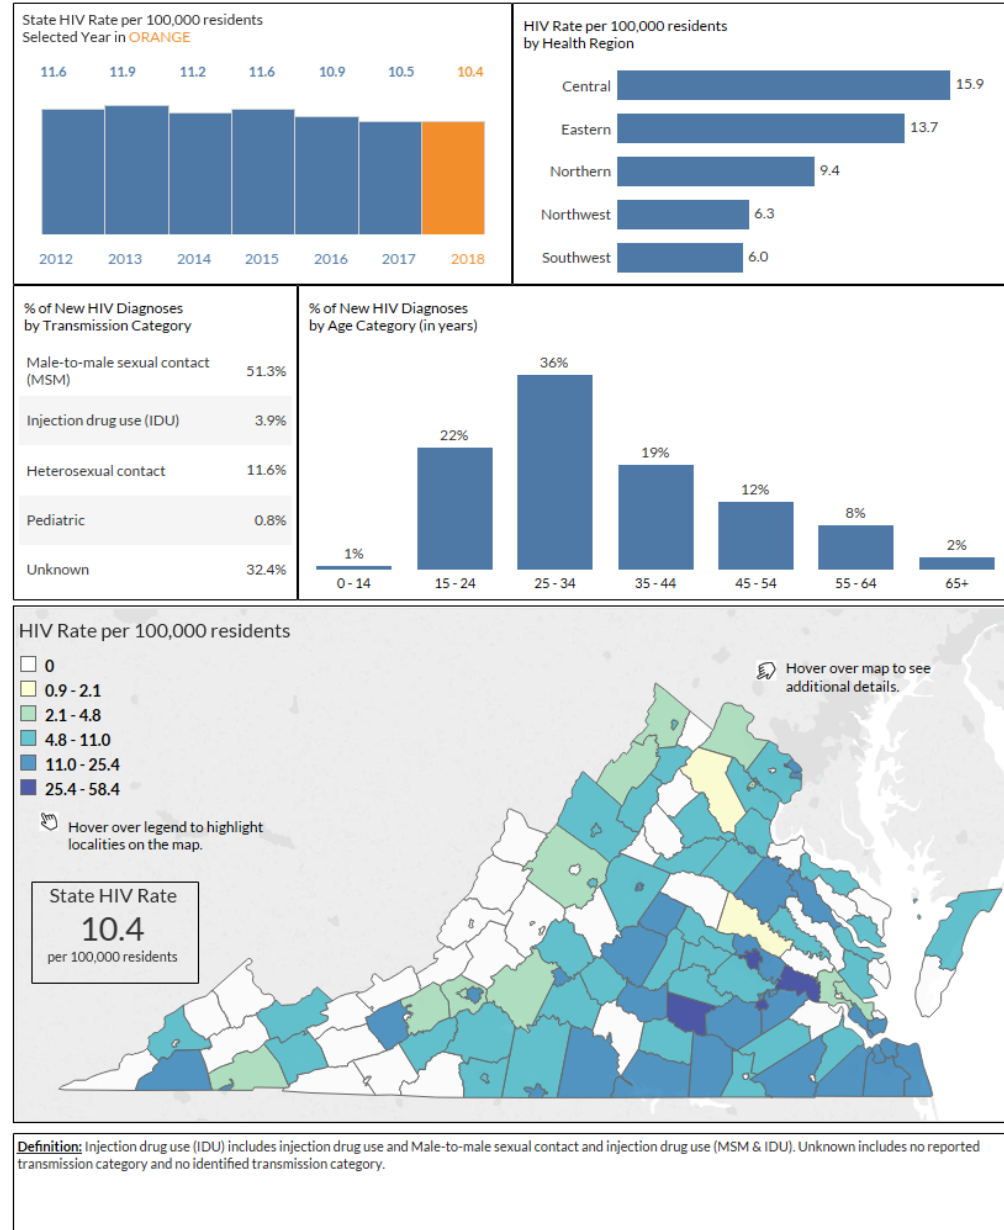 State HIV Rate per 100,000 residents
Selected Year in ORANGE
11.6 11.9 11.2 11.6 10.9 10.5 10.4
2012 2013 2014 2015 2016 2017 2018
HIV Rate per 100,000 residents
by Health Region
Central 15.9
Eastern 13.7
Northern 9.4
Northwest 6.3
Southwest 6.0
% of New HIV Diagnoses
by Transmission Category
Male-to-male sexual contact
(MSM) 51.3%
Injection drug use (IDU) 3.9%
Heterosexual contact 11.6%
Pediatric 0.8%
Unknown 32.4%
% of New HIV Diagnoses
by Age Category (in years)
1% 22% 36% 19% 12% 8% 2%
0 - 14 15 - 24 25 - 34 35 - 44 45 - 54 55 - 64 65+
HIV Rate per 100,000 residents
0
0.9 - 2.1
2.1 - 4.8
4.8 - 11.0
11.0 - 25.4
25.4 - 58.4
Hover over legend to highlight
localities on the map.
Hover over map to see
additional details.
State HIV Rate
10.4
per 100,000 residents
Definition: Injection drug use (IDU) includes injection drug use and Male-to-male sexual contact and injection drug use (MSM & IDU). Unknown includes no reported
transmission category and no identified transmission category.